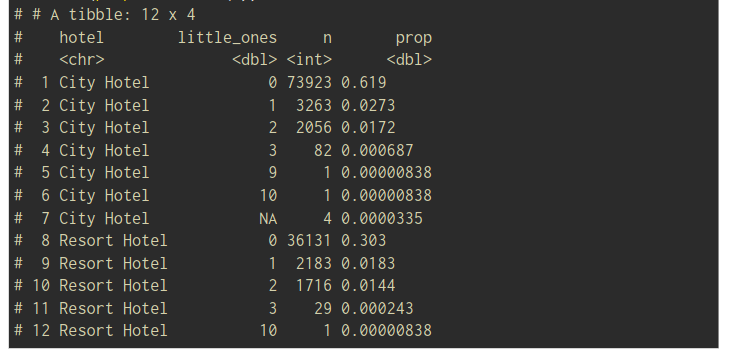 # # A tibble: 12 x 4
#    hotel        little_ones     n       prop
#    <chr>              <dbl> <int>      <dbl>
#  1 City Hotel             0 73923 0.619
#  2 City Hotel             1  3263 0.0273
#  3 City Hotel             2  2056 0.0172
#  4 City Hotel             3    82 0.000687
#  5 City Hotel             9     1 0.00000838
#  6 City Hotel            10     1 0.00000838
#  7 City Hotel            NA     4 0.0000335
#  8 Resort Hotel           0 36131 0.303
#  9 Resort Hotel           1  2183 0.0183
# 10 Resort Hotel           2  1716 0.0144
# 11 Resort Hotel           3    29 0.000243
# 12 Resort Hotel          10     1 0.00000838